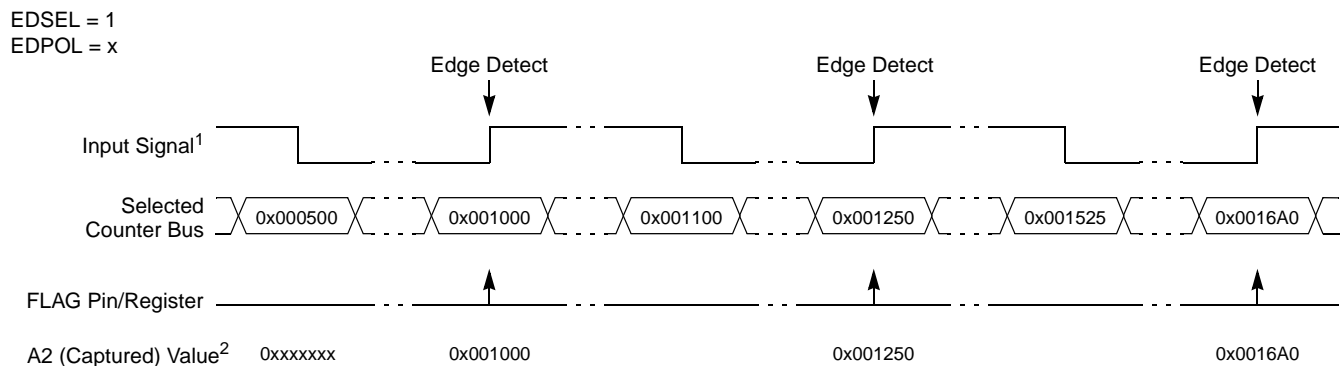 EDSEL = 1
EDPOL = x
Edge Detect Edge Detect Edge Detect
Input Signal1
Selected
Counter Bus
0x000500 0x001000 0x001100 0x001250 0x001525 0x0016A0
FLAG Pin/Register
A2 (Captured) Value2 0xxxxxxx 0x001000 0x001250 0x0016A0